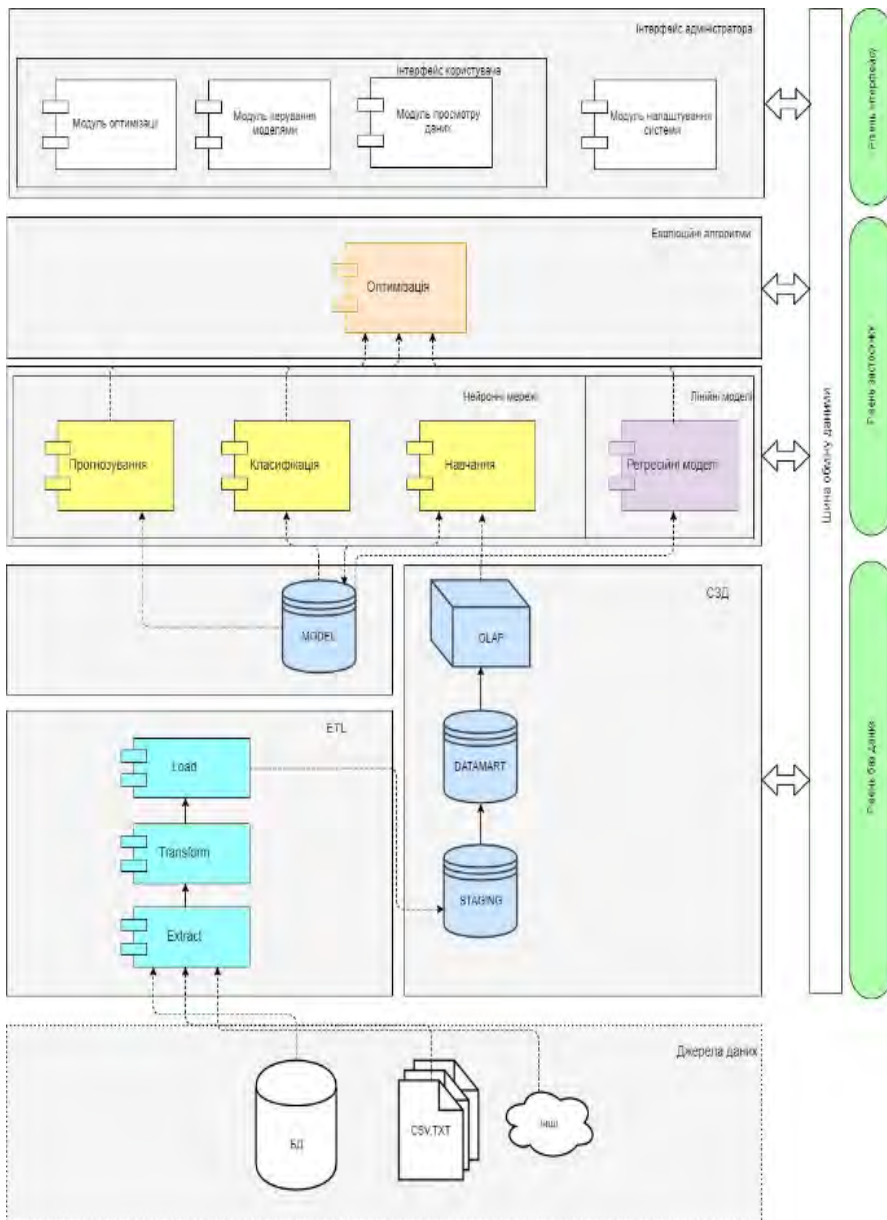 Інтерфейс адміністратора
Інтерфейс користувача
Модуль оптимізації
Модуль керування
моделями
Модуль просмотру
даних
Модуль налаштування
системи
Рівень інтерфейсу
Еволюційні алгоритми
Оптимізація
Рівень застосунку
Шина обміну даними
Нейронні мережі
Лінійні моделі
Прогнозування
Класифікація
Навчання
Регресійні моделі
MODEL
СЗД
OLAP
ETL
Load
DATAMART
Рівень баз даних
Transform
STAGING
Extract
Джерела даних
БД
CSV,TXT
Інші